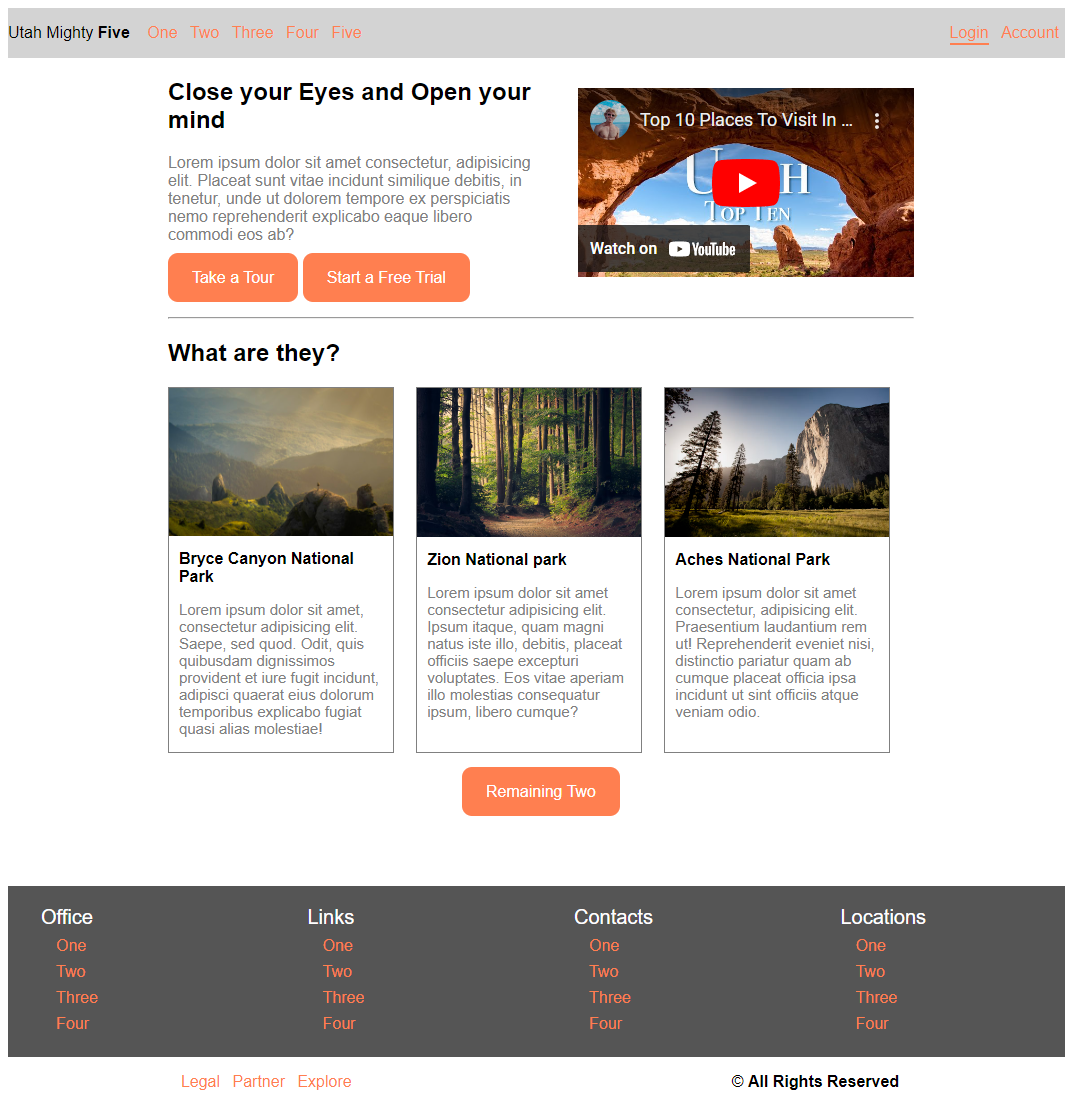 Utah Mighty Five One Two Three Four Five Login Account
Close your Eyes and Open your
mind
Lorem ipsum dolor sit amet consectetur, adipisicing
elit. Placeat sunt vitae incidunt similique debitis, in
tenetur, unde ut dolorem tempore ex perspiciatis
nemo reprehenderit explicabo eaque libero
commodi eos ab?
Take a Tour Start a Free Trial
Top 10 Places To Visit In ...
Utah
Top Ten
Watch on YouTube
What are they?
Bryce Canyon National
Park
Lorem ipsum dolor sit amet,
consectetur adipisicing elit.
Saepe, sed quod. Odit, quis
quibusdam dignissimos
provident et iure fugit incidunt,
adipisci quaerat eius dolorum
temporibus explicabo fugiat
quasi alias molestiae!
Zion National park
Lorem ipsum dolor sit amet
consectetur adipisicing elit.
Ipsum itaque, quam magni
natus iste illo, debitis, placeat
officiis saepe excepturi
voluptates. Eos vitae aperiam
illo molestias consequatur
ipsum, libero cumque?
Aches National Park
Lorem ipsum dolor sit amet
consectetur, adipisicing elit.
Praesentium laudantium rem
ut! Reprehenderit eveniet nisi,
distinctio pariatur quam ab
cumque placeat officia ipsa
incidunt ut sint officiis atque
veniam odio.
Remaining Two
Office
One
Two
Three
Four
Links
One
Two
Three
Four
Contacts
One
Two
Three
Four
Locations
One
Two
Three
Four
Legal Partner Explore © All Rights Reserved